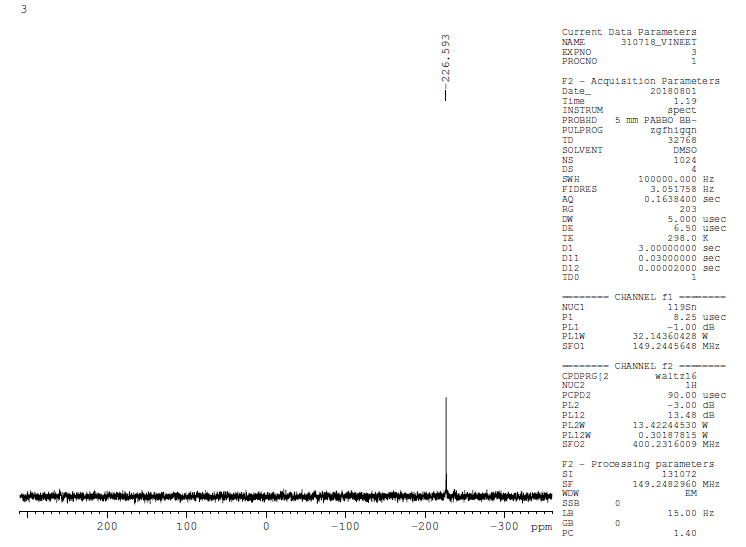 3
-226.593
Current Data Parameters
NAME 310718_VINEET
EXPNO 3
PROCNO 1
F2 - Acquisition Parameters
Date_ 20180801
Time 1.19
INSTRUM spect
PROBHD 5 mm PABBO BB-
PULPROG zgfhigqn
TD 32768
SOLVENT DMSO
NS 1024
DS 4
SWH 100000.000 Hz
FIDRES 3.051758 Hz
AQ 0.1638400 sec
RG 203
DW 5.000 usec
DE 6.50 usec
TE 298.0 K
D1 3.00000000 sec
D11 0.03000000 sec
D12 0.00002000 sec
TD0 1
======== CHANNEL f1 ========
NUC1 119Sn
P1 8.25 usec
PL1 -1.00 dB
PL1W 32.14360428 W
SFO1 149.2445648 MHz
======== CHANNEL f2 ========
CPDPRG[2 waltz16
NUC2 1H
PCPD2 90.00 usec
PL2 -3.00 dB
PL12 13.48 dB
PL2W 13.42244530 W
PL12W 0.30187815 W
SFO2 400.2316009 MHz
F2 - Processing parameters
SI 131072
SF 149.2482960 MHz
WDW EM
SSB 0
LB 15.00 Hz
GB 0
PC 1.40
200 100 0 -100 -200 -300 ppm